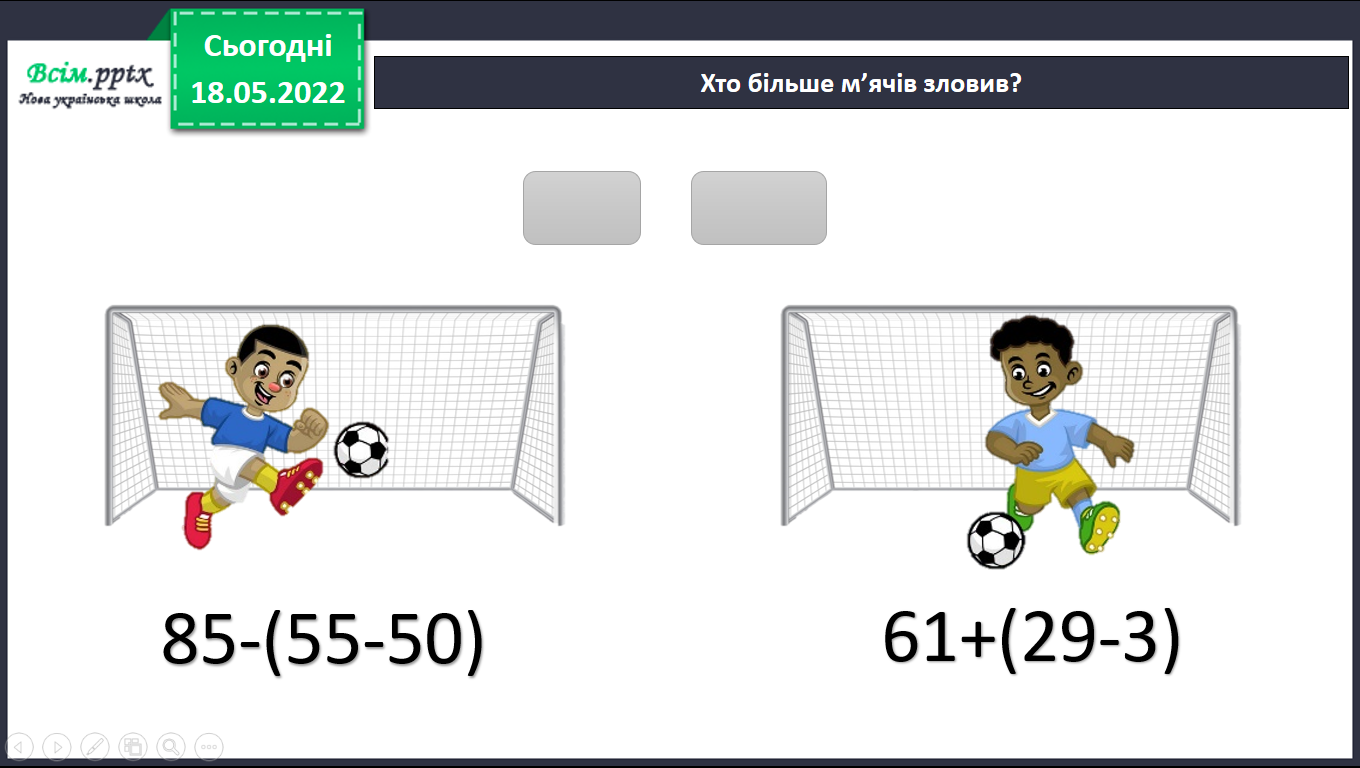 Сьогодні
18.05.2022
Всім.pptx
Нова українська школа
Хто більше м’ячів зловив?
85-(55-50)
61+(29-3)